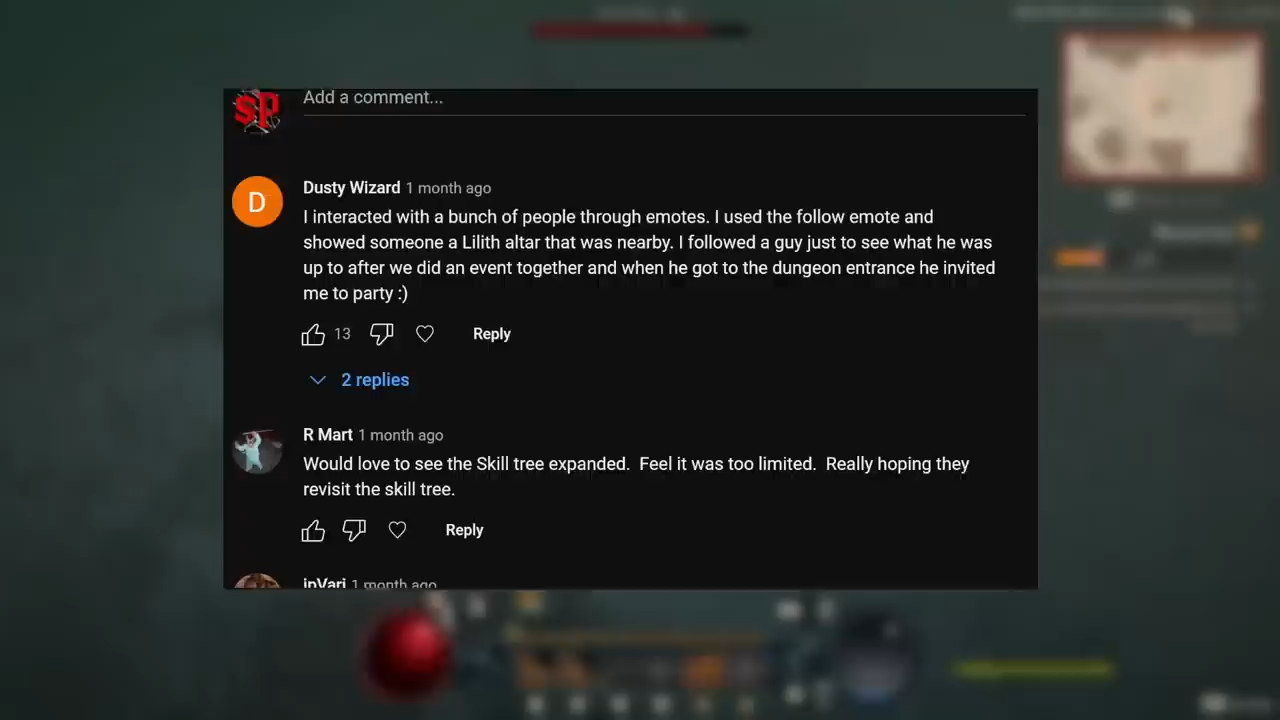 sp
Add a comment...
Dusty Wizard 1 month ago
D
I interacted with a bunch of people through emotes. I used the follow emote and
showed someone a Lilith altar that was nearby. I followed a guy just to see what he was
up to after we did an event together and when he got to the dungeon entrance he invited
me to party :)
13 Reply
2 replies
R Mart 1 month ago
Would love to see the Skill tree expanded.  Feel it was too limited.  Really hoping they
revisit the skill tree.
Reply
1 month ago